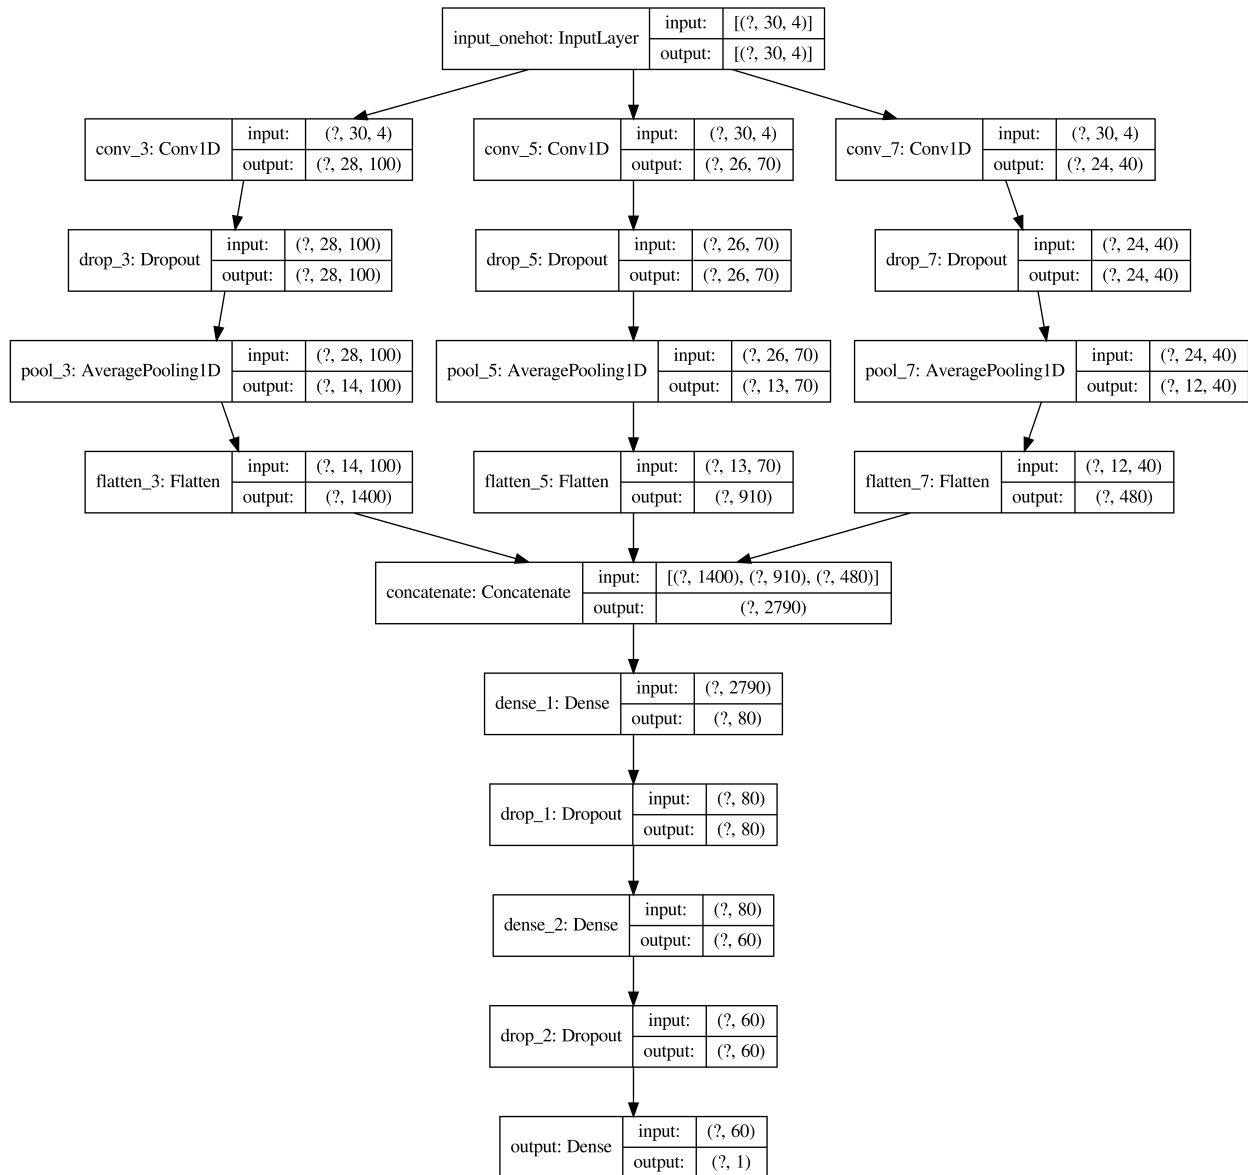 input_onehot: InputLayer
input: [(?, 30, 4)]
output: [(?, 30, 4)]
conv_3: Conv1D
input: (?, 30, 4)
output: (?, 28, 100)
conv_5: Conv1D
input: (?, 30, 4)
output: (?, 26, 70)
conv_7: Conv1D
input: (?, 30, 4)
output: (?, 24, 40)
drop_3: Dropout
input: (?, 28, 100)
output: (?, 28, 100)
drop_5: Dropout
input: (?, 26, 70)
output: (?, 26, 70)
drop_7: Dropout
input: (?, 24, 40)
output: (?, 24, 40)
pool_3: AveragePooling1D
input: (?, 28, 100)
output: (?, 14, 100)
pool_5: AveragePooling1D
input: (?, 26, 70)
output: (?, 13, 70)
pool_7: AveragePooling1D
input: (?, 24, 40)
output: (?, 12, 40)
flatten_3: Flatten
input: (?, 14, 100)
output: (?, 1400)
flatten_5: Flatten
input: (?, 13, 70)
output: (?, 910)
flatten_7: Flatten
input: (?, 12, 40)
output: (?, 480)
concatenate: Concatenate
input: [(?, 1400), (?, 910), (?, 480)]
output: (?, 2790)
dense_1: Dense
input: (?, 2790)
output: (?, 80)
drop_1: Dropout
input: (?, 80)
output: (?, 80)
dense_2: Dense
input: (?, 80)
output: (?, 60)
drop_2: Dropout
input: (?, 60)
output: (?, 60)
output: Dense
input: (?, 60)
output: (?, 1)